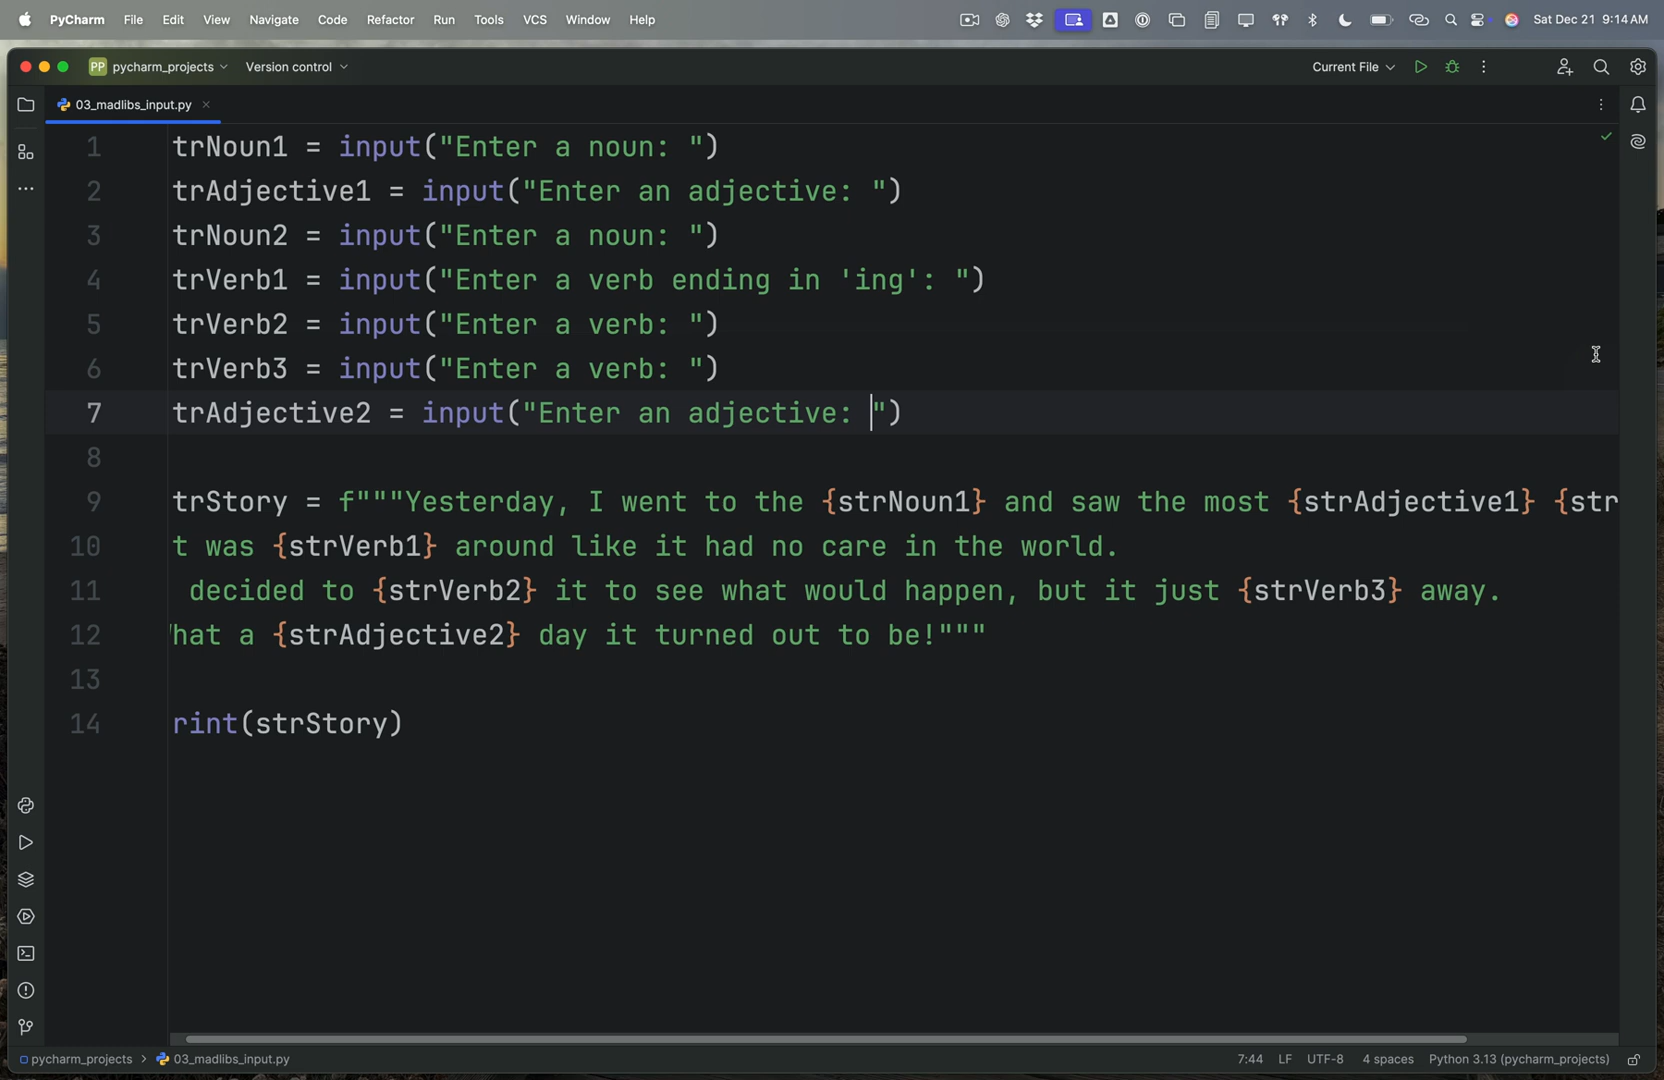 PyCharm File Edit View Navigate Code Refactor Run Tools VCS Window Help Sat Dec 21 9:14 AM
PP pycharm_projects Version control Current File
03_madlibs_input.py
1 trNoun1 = input("Enter a noun: ")
2 trAdjective1 = input("Enter an adjective: ")
3 trNoun2 = input("Enter a noun: ")
4 trVerb1 = input("Enter a verb ending in 'ing': ")
5 trVerb2 = input("Enter a verb: ")
6 trVerb3 = input("Enter a verb: ")
7 trAdjective2 = input("Enter an adjective: ")
8
9 trStory = f"""Yesterday, I went to the {strNoun1} and saw the most {strAdjective1} {str
10 t was {strVerb1} around like it had no care in the world.
11 decided to {strVerb2} it to see what would happen, but it just {strVerb3} away.
12 hat a {strAdjective2} day it turned out to be!"""
13
14 rint(strStory)
pycharm_projects > 03_madlibs_input.py 7:44 LF UTF-8 4 spaces Python 3.13 (pycharm_projects)